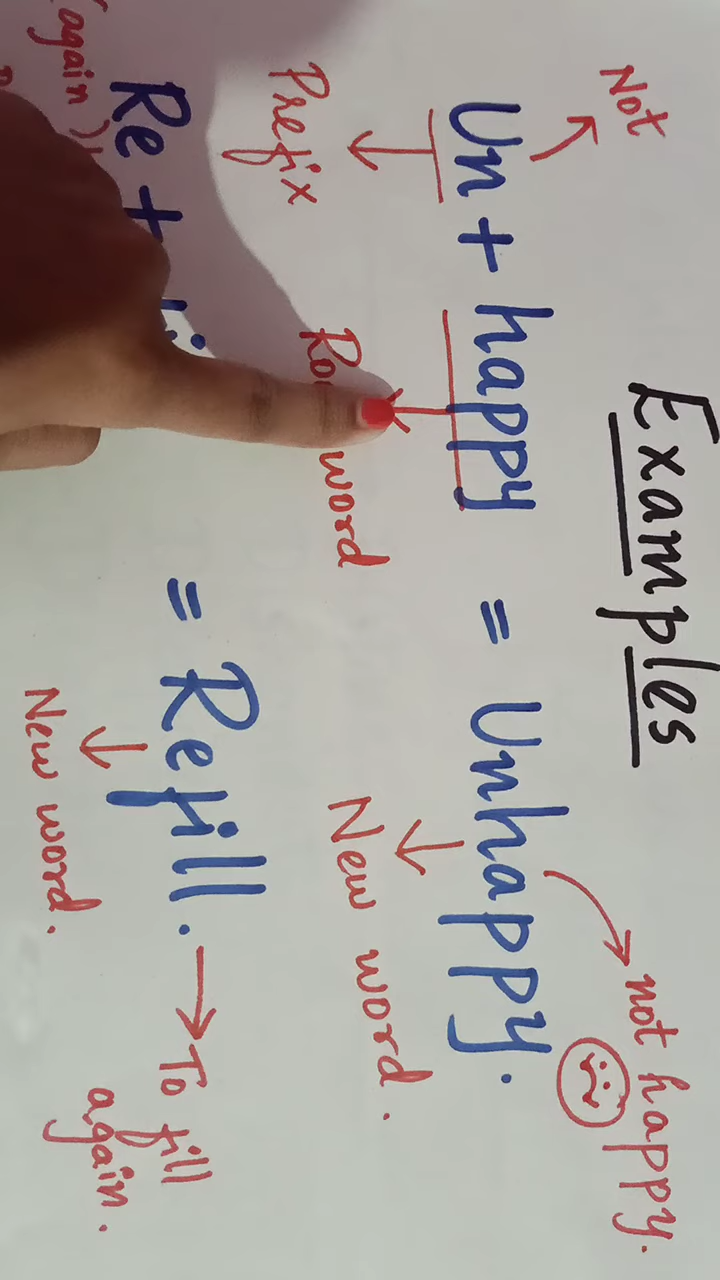 Examples
Not
Un + happy = Unhappy.
not happy.
Prefix
word
New word.
Re +
= Refill.
To fill
again.
(again)
New word.